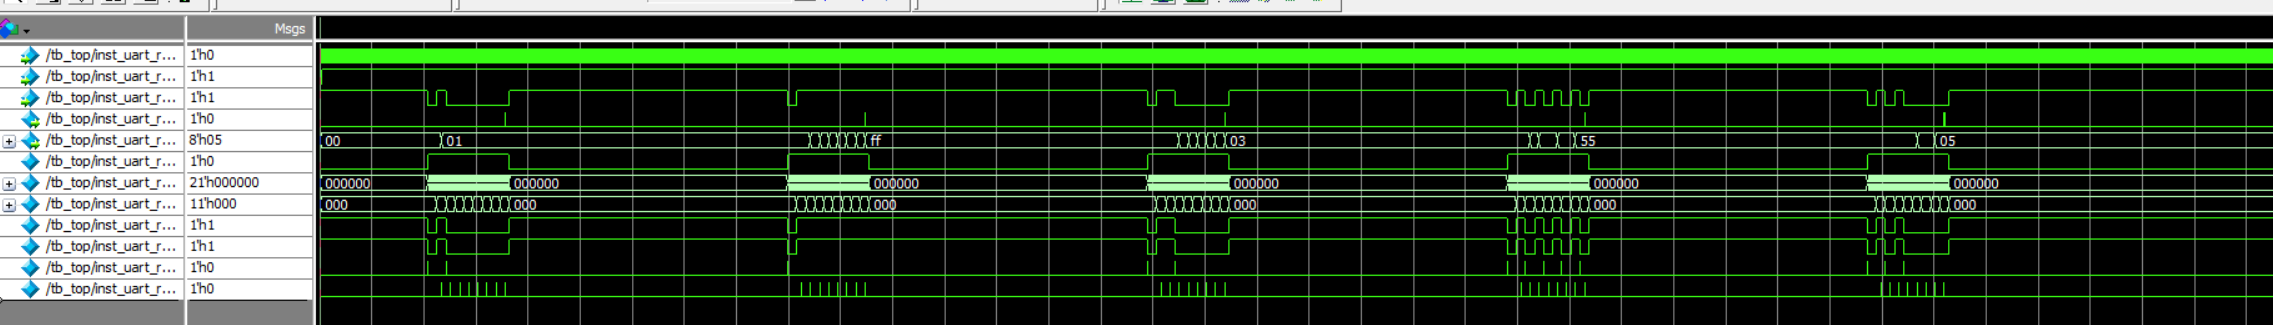 Msgs
/tb_top/inst_uart_r... 1'h0
/tb_top/inst_uart_r... 1'h1
/tb_top/inst_uart_r... 1'h1
/tb_top/inst_uart_r... 1'h0
/tb_top/inst_uart_r... 8'h05 00 01 ff 03 55 05
/tb_top/inst_uart_r... 1'h0
/tb_top/inst_uart_r... 21'h000000 000000 000000 000000 000000 000000 000000
/tb_top/inst_uart_r... 11'h000 000 000 000 000 000 000
/tb_top/inst_uart_r... 1'h1
/tb_top/inst_uart_r... 1'h1
/tb_top/inst_uart_r... 1'h0
/tb_top/inst_uart_r... 1'h0